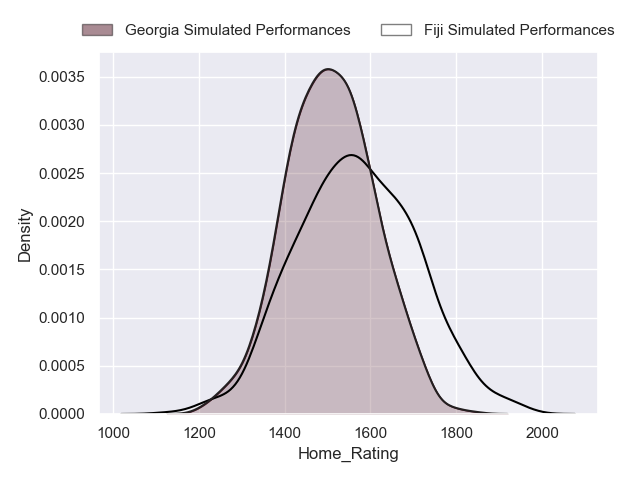 Georgia Simulated Performances Fiji Simulated Performances
0.0035
0.0030
0.0025
0.0020
0.0015
0.0010
0.0005
0.0000
Density
1000 1200 1400 1600 1800 2000
Home_Rating